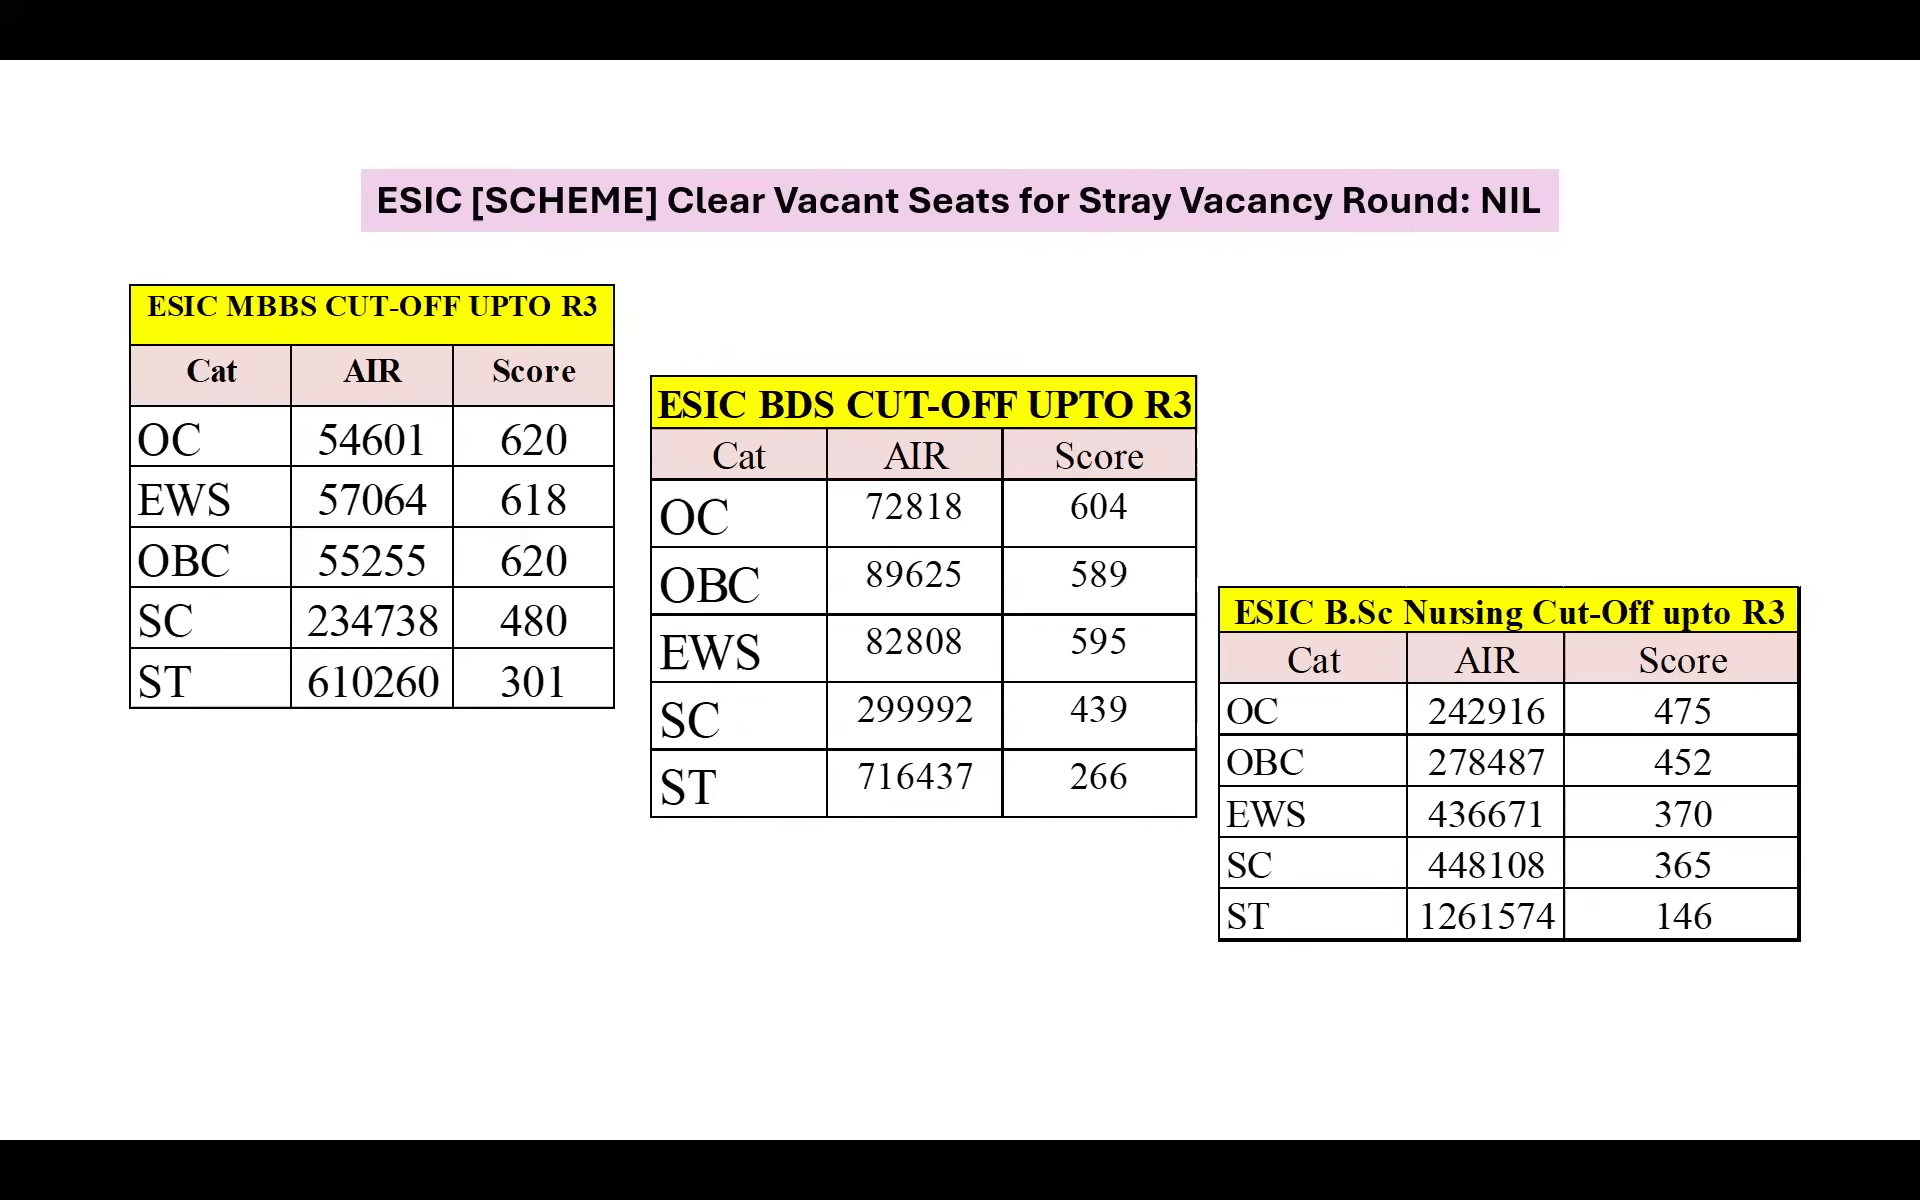 ESIC [SCHEME] Clear Vacant Seats for Stray Vacancy Round: NIL
ESIC MBBS CUT-OFF UPTO R3
Cat AIR Score
OC 54601 620
EWS 57064 618
OBC 55255 620
SC 234738 480
ST 610260 301
ESIC BDS CUT-OFF UPTO R3
Cat AIR Score
OC 72818 604
OBC 89625 589
EWS 82808 595
SC 299992 439
ST 716437 266
ESIC B.Sc Nursing Cut-Off upto R3
Cat AIR Score
OC 242916 475
OBC 278487 452
EWS 436671 370
SC 448108 365
ST 1261574 146